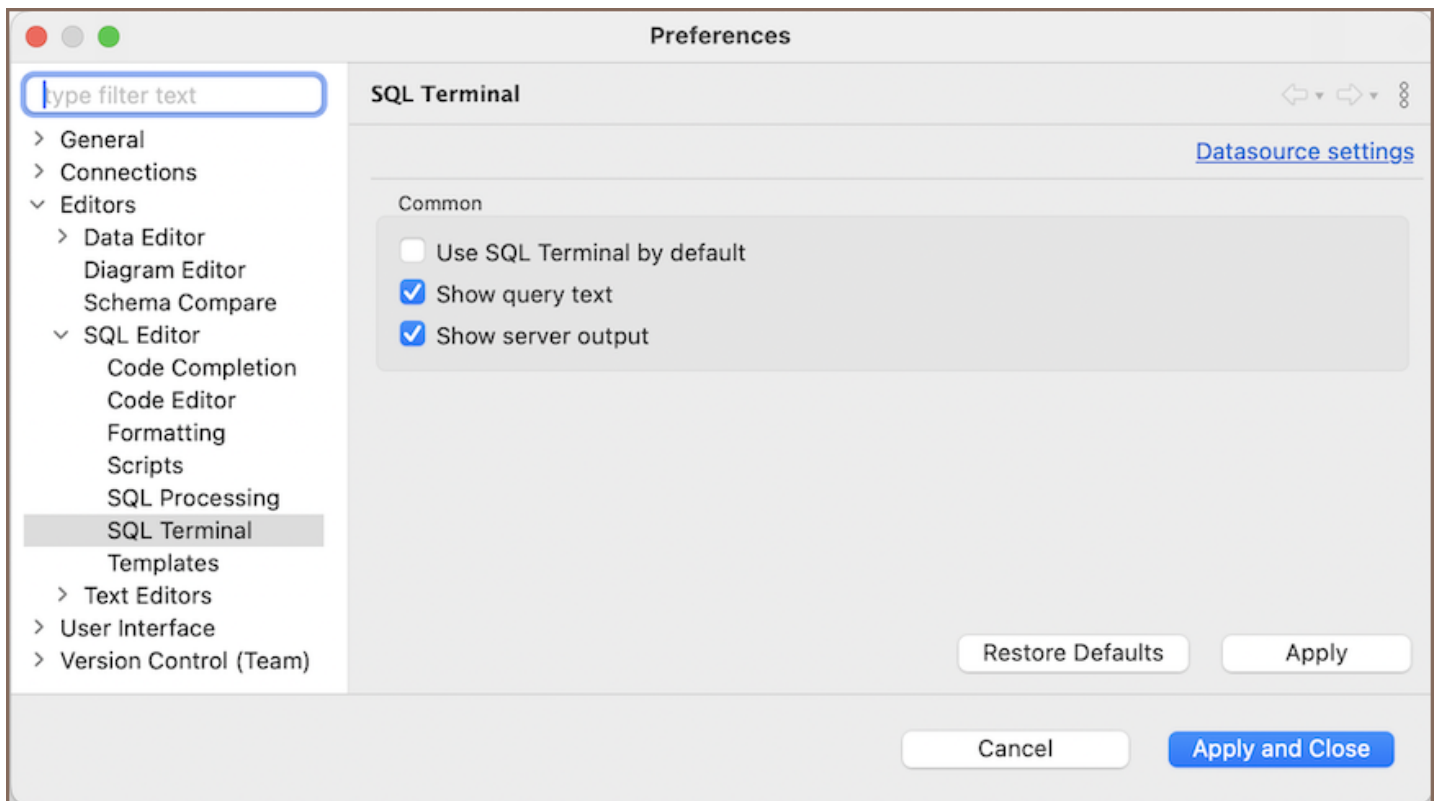 Preferences
type filter text
General
Connections
Editors
Data Editor
Diagram Editor
Schema Compare
SQL Editor
Code Completion
Code Editor
Formatting
Scripts
SQL Processing
SQL Terminal
Templates
Text Editors
User Interface
Version Control (Team)
SQL Terminal
Datasource settings
Common
Use SQL Terminal by default
Show query text
Show server output
Restore Defaults
Apply
Cancel
Apply and Close